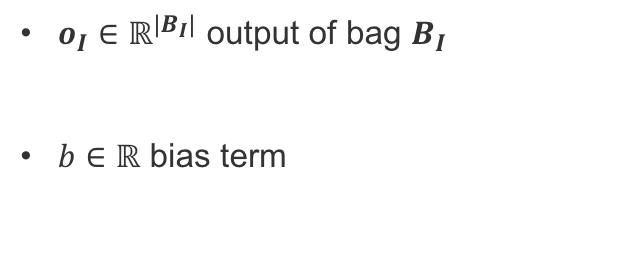 • 𝒐_𝑰 ∈ ℝ^|𝑩_𝑰| output of bag 𝑩_𝑰
• 𝑏 ∈ ℝ bias term